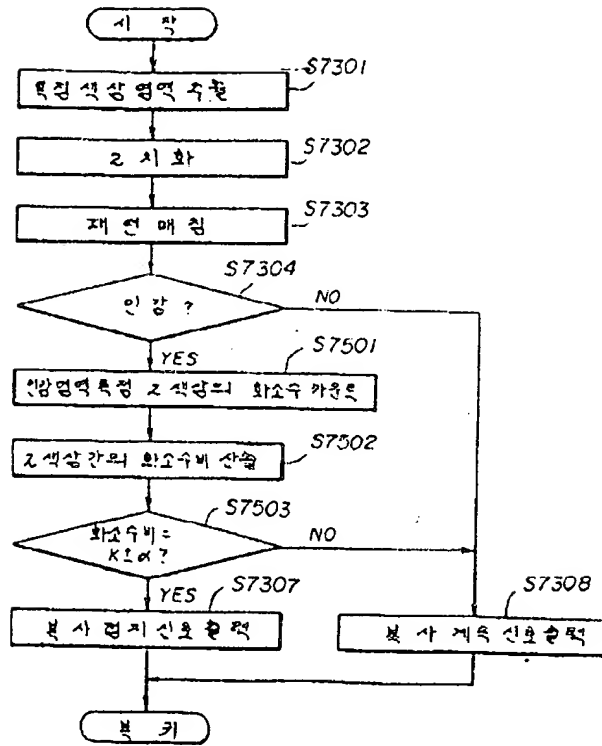 시 작
S7301
특정색상영역 추출
S7302
2 치 화
S7303
패 턴 매 칭
S7304
인 감 ?
NO
YES
S7501
인감영역 특정 2 색상의 화소수 카운트
S7502
2 색상간의 화소수비 산출
S7503
화소수비 =
K±α ?
NO
YES
S7307
복 사 정 지 신 호 출 력
S7308
복 사 계 속 신 호 출 력
복 귀